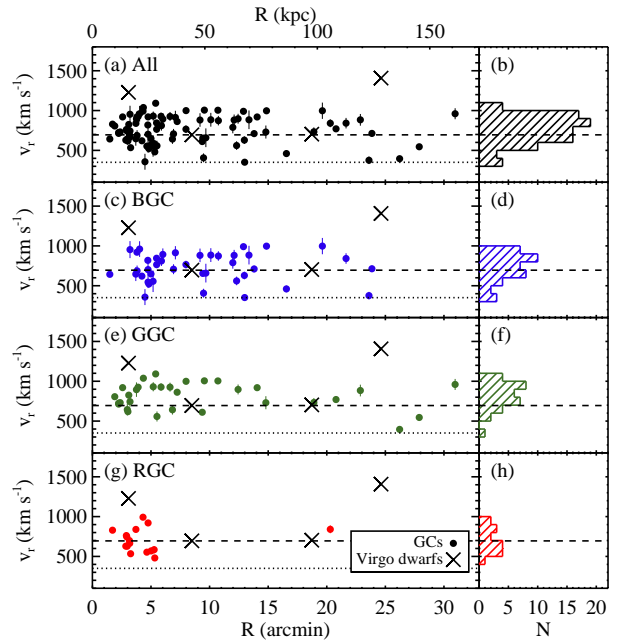 R (kpc)
0 50 100 150
(a) All
(b)
v_r (km s⁻¹)
1500
1000
500
(c) BGC
(d)
v_r (km s⁻¹)
1500
1000
500
(e) GGC
(f)
v_r (km s⁻¹)
1500
1000
500
(g) RGC
(h)
v_r (km s⁻¹)
1500
1000
500
GCs
Virgo dwarfs
0 5 10 15 20 25 30
0 5 10 15 20
R (arcmin)
N